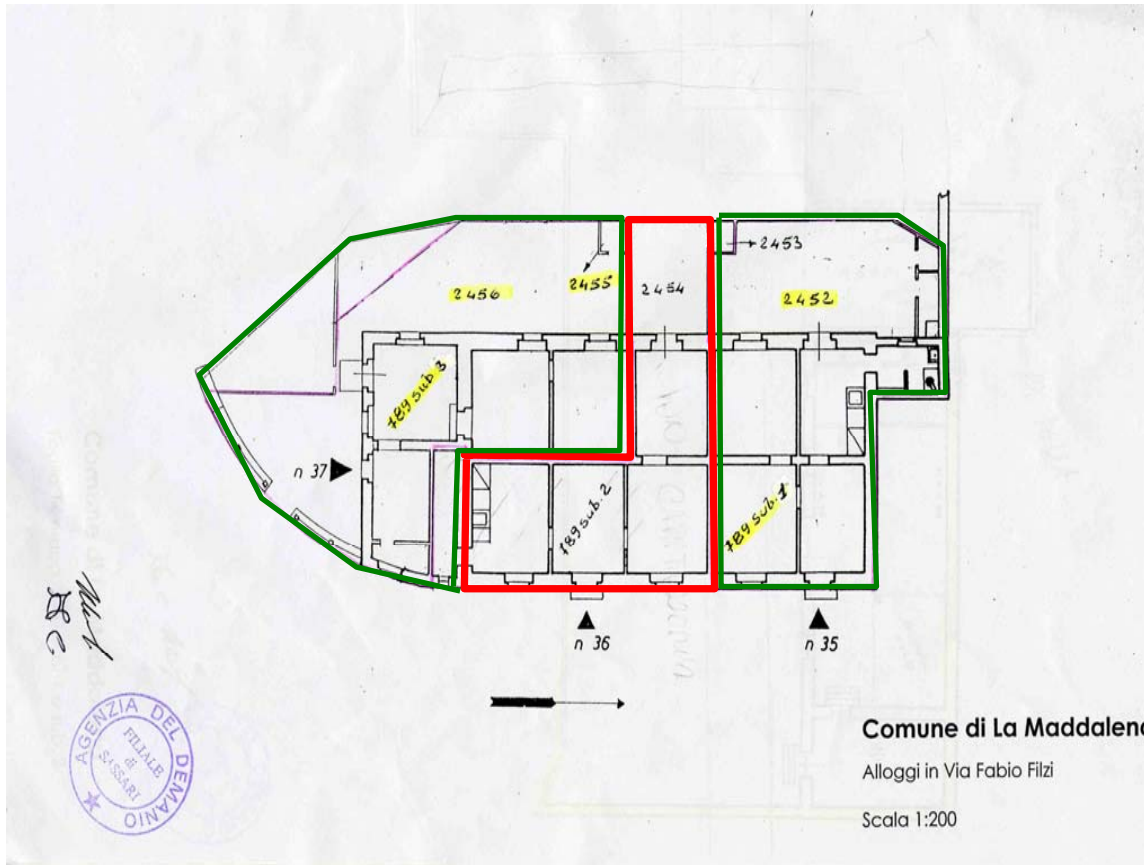 2453
2456
2455
2454
2452
789 sub 3
n 37
789 sub. 2
789 sub. 1
n 36
n 35
AGENZIA DEL DEMANIO
FILIALE
di
SASSARI
Comune di La Maddalena
Alloggi in Via Fabio Filzi
Scala 1:200